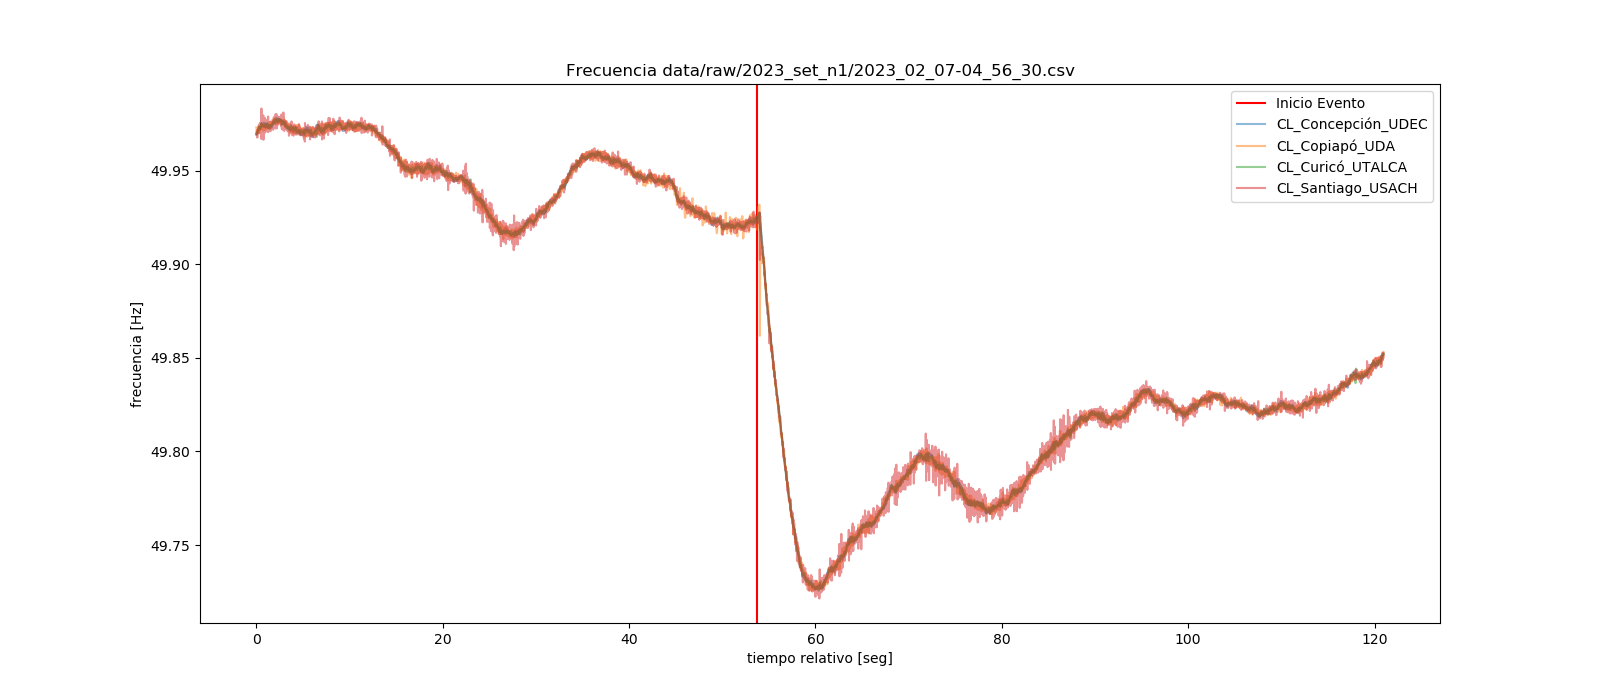 Frecuencia data/raw/2023_set_n1/2023_02_07-04_56_30.csv
Inicio Evento
CL_Concepción_UDEC
CL_Copiapó_UDA
CL_Curicó_UTALCA
CL_Santiago_USACH
frecuencia [Hz]
49.95
49.90
49.85
49.80
49.75
0 20 40 60 80 100 120
tiempo relativo [seg]